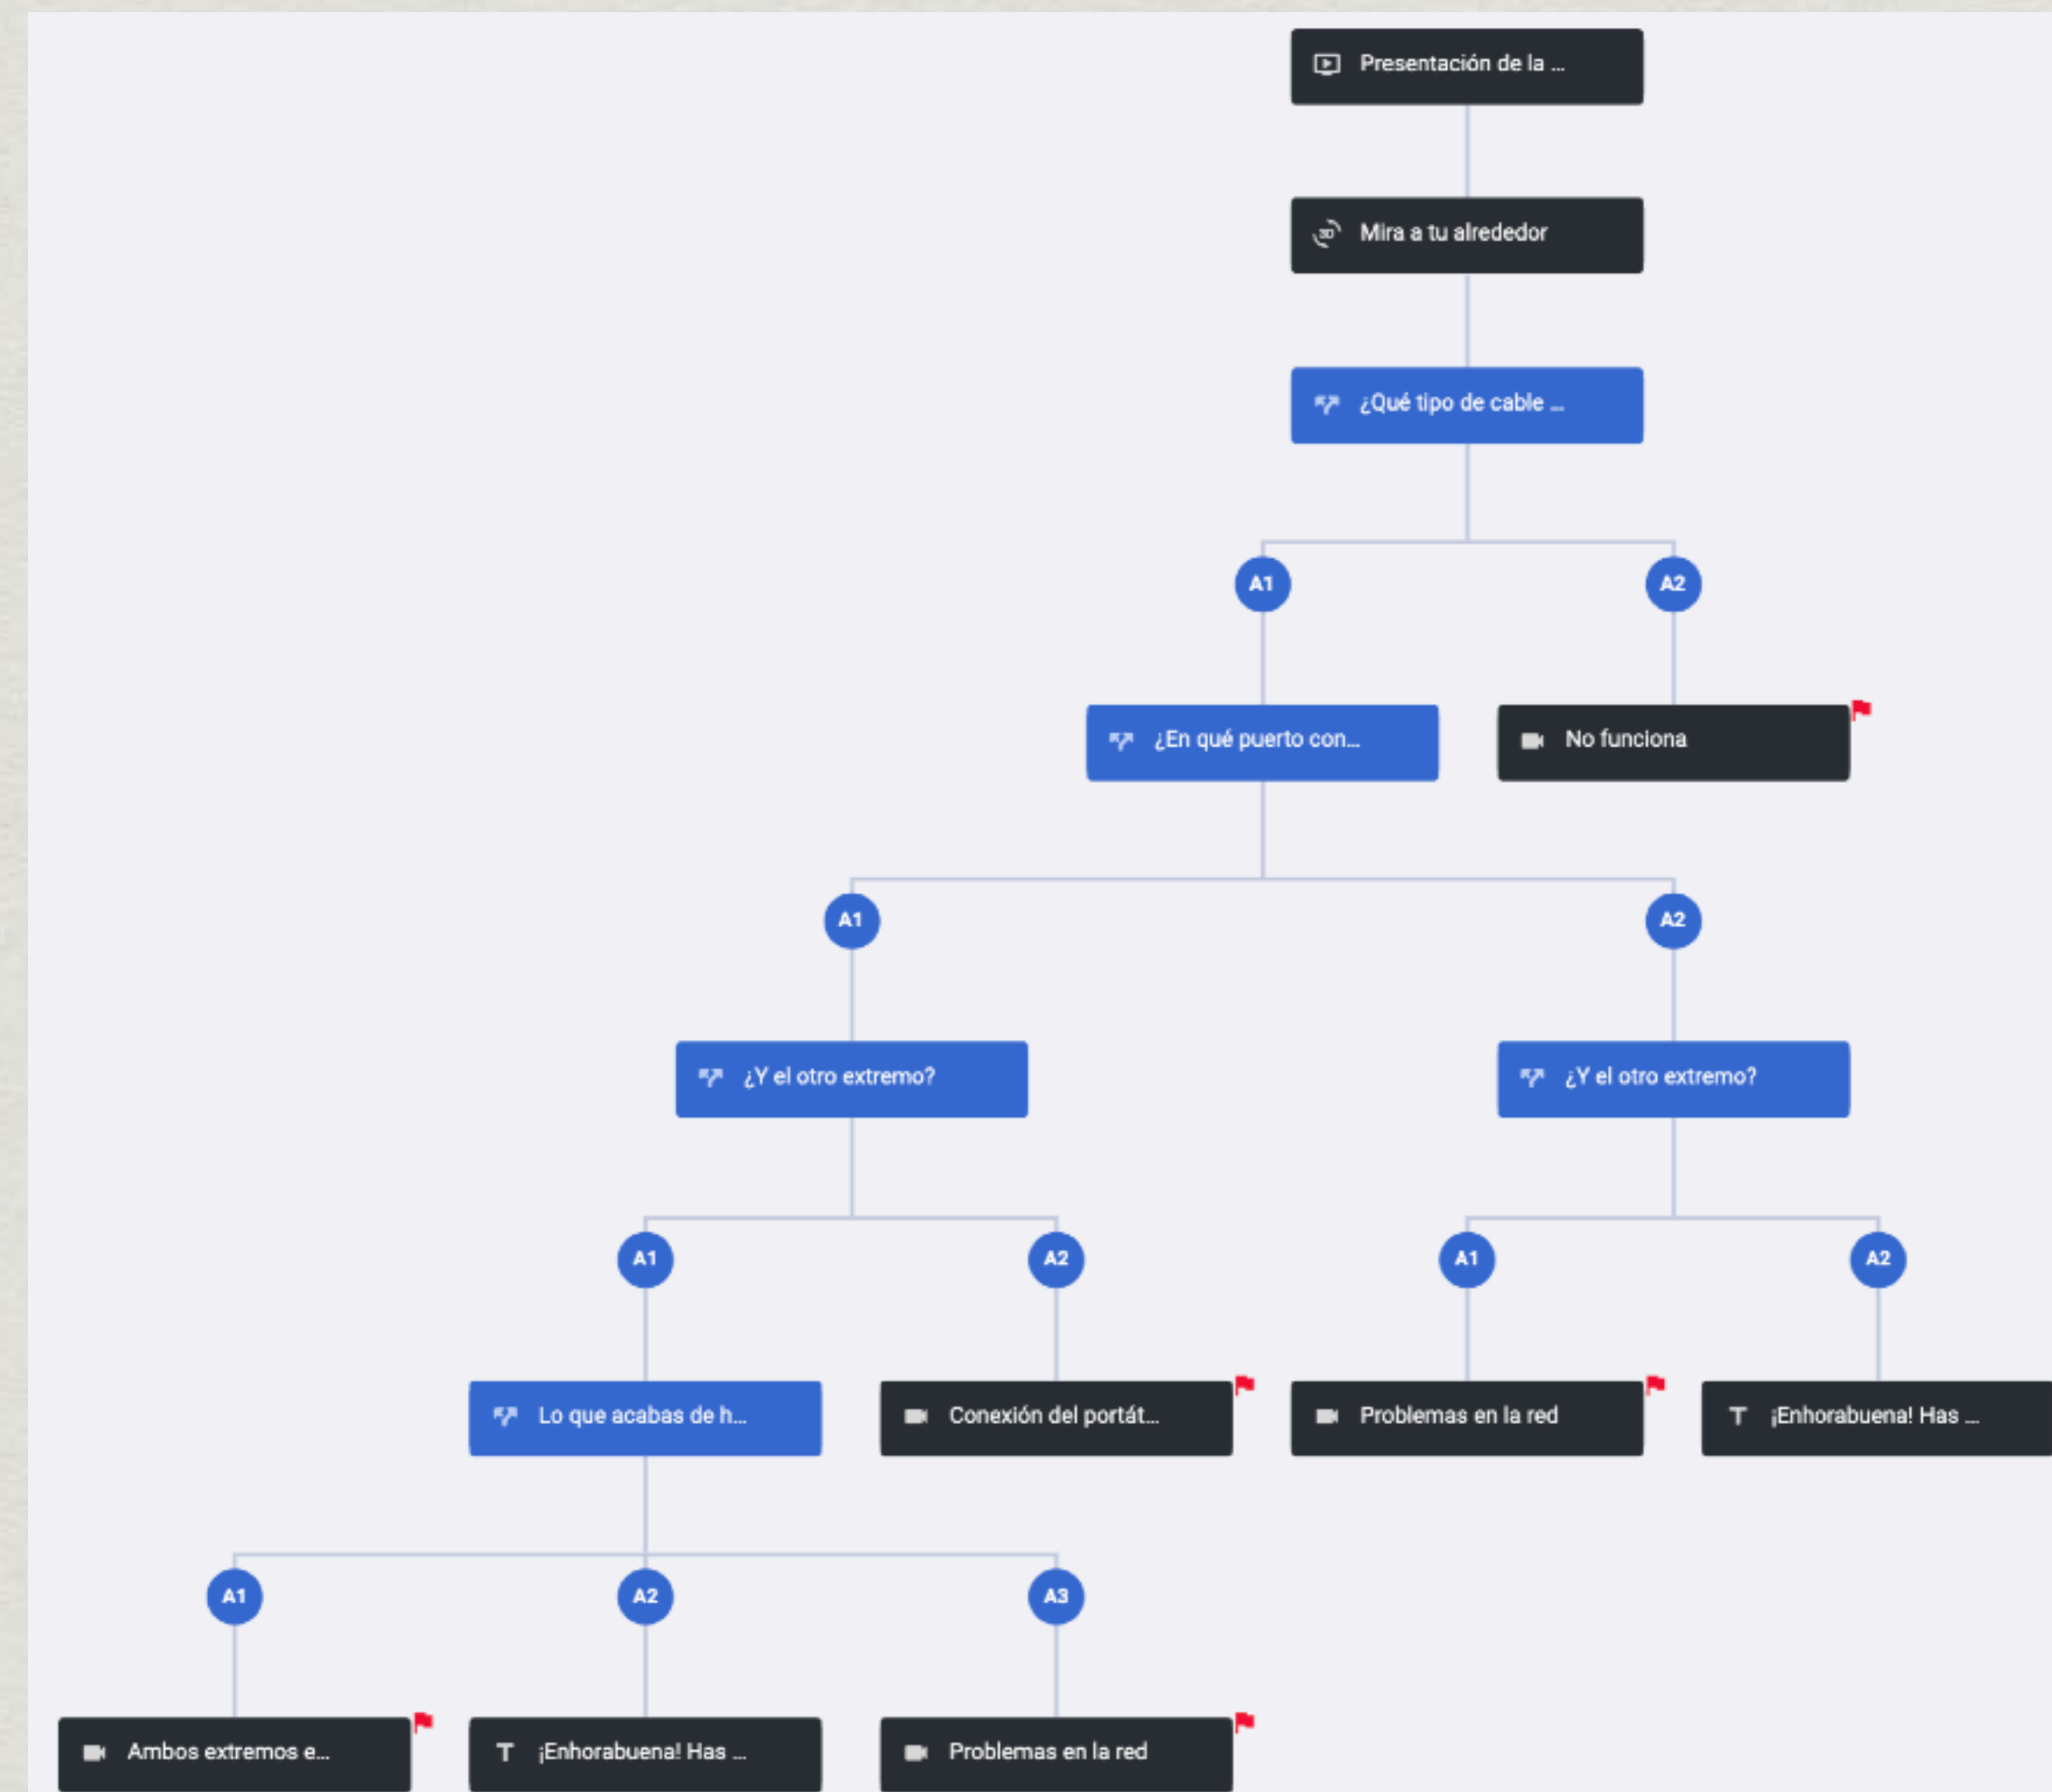 Presentación de la ...
3D
Mira a tu alrededor
¿Qué tipo de cable ...
A1
A2
¿En qué puerto con...
No funciona
A1
A2
¿Y el otro extremo?
¿Y el otro extremo?
A1
A2
A1
A2
Lo que acabas de h...
Conexión del portát...
Problemas en la red
¡Enhorabuena! Has ...
A1
A2
A3
Ambos extremos e...
¡Enhorabuena! Has ...
Problemas en la red